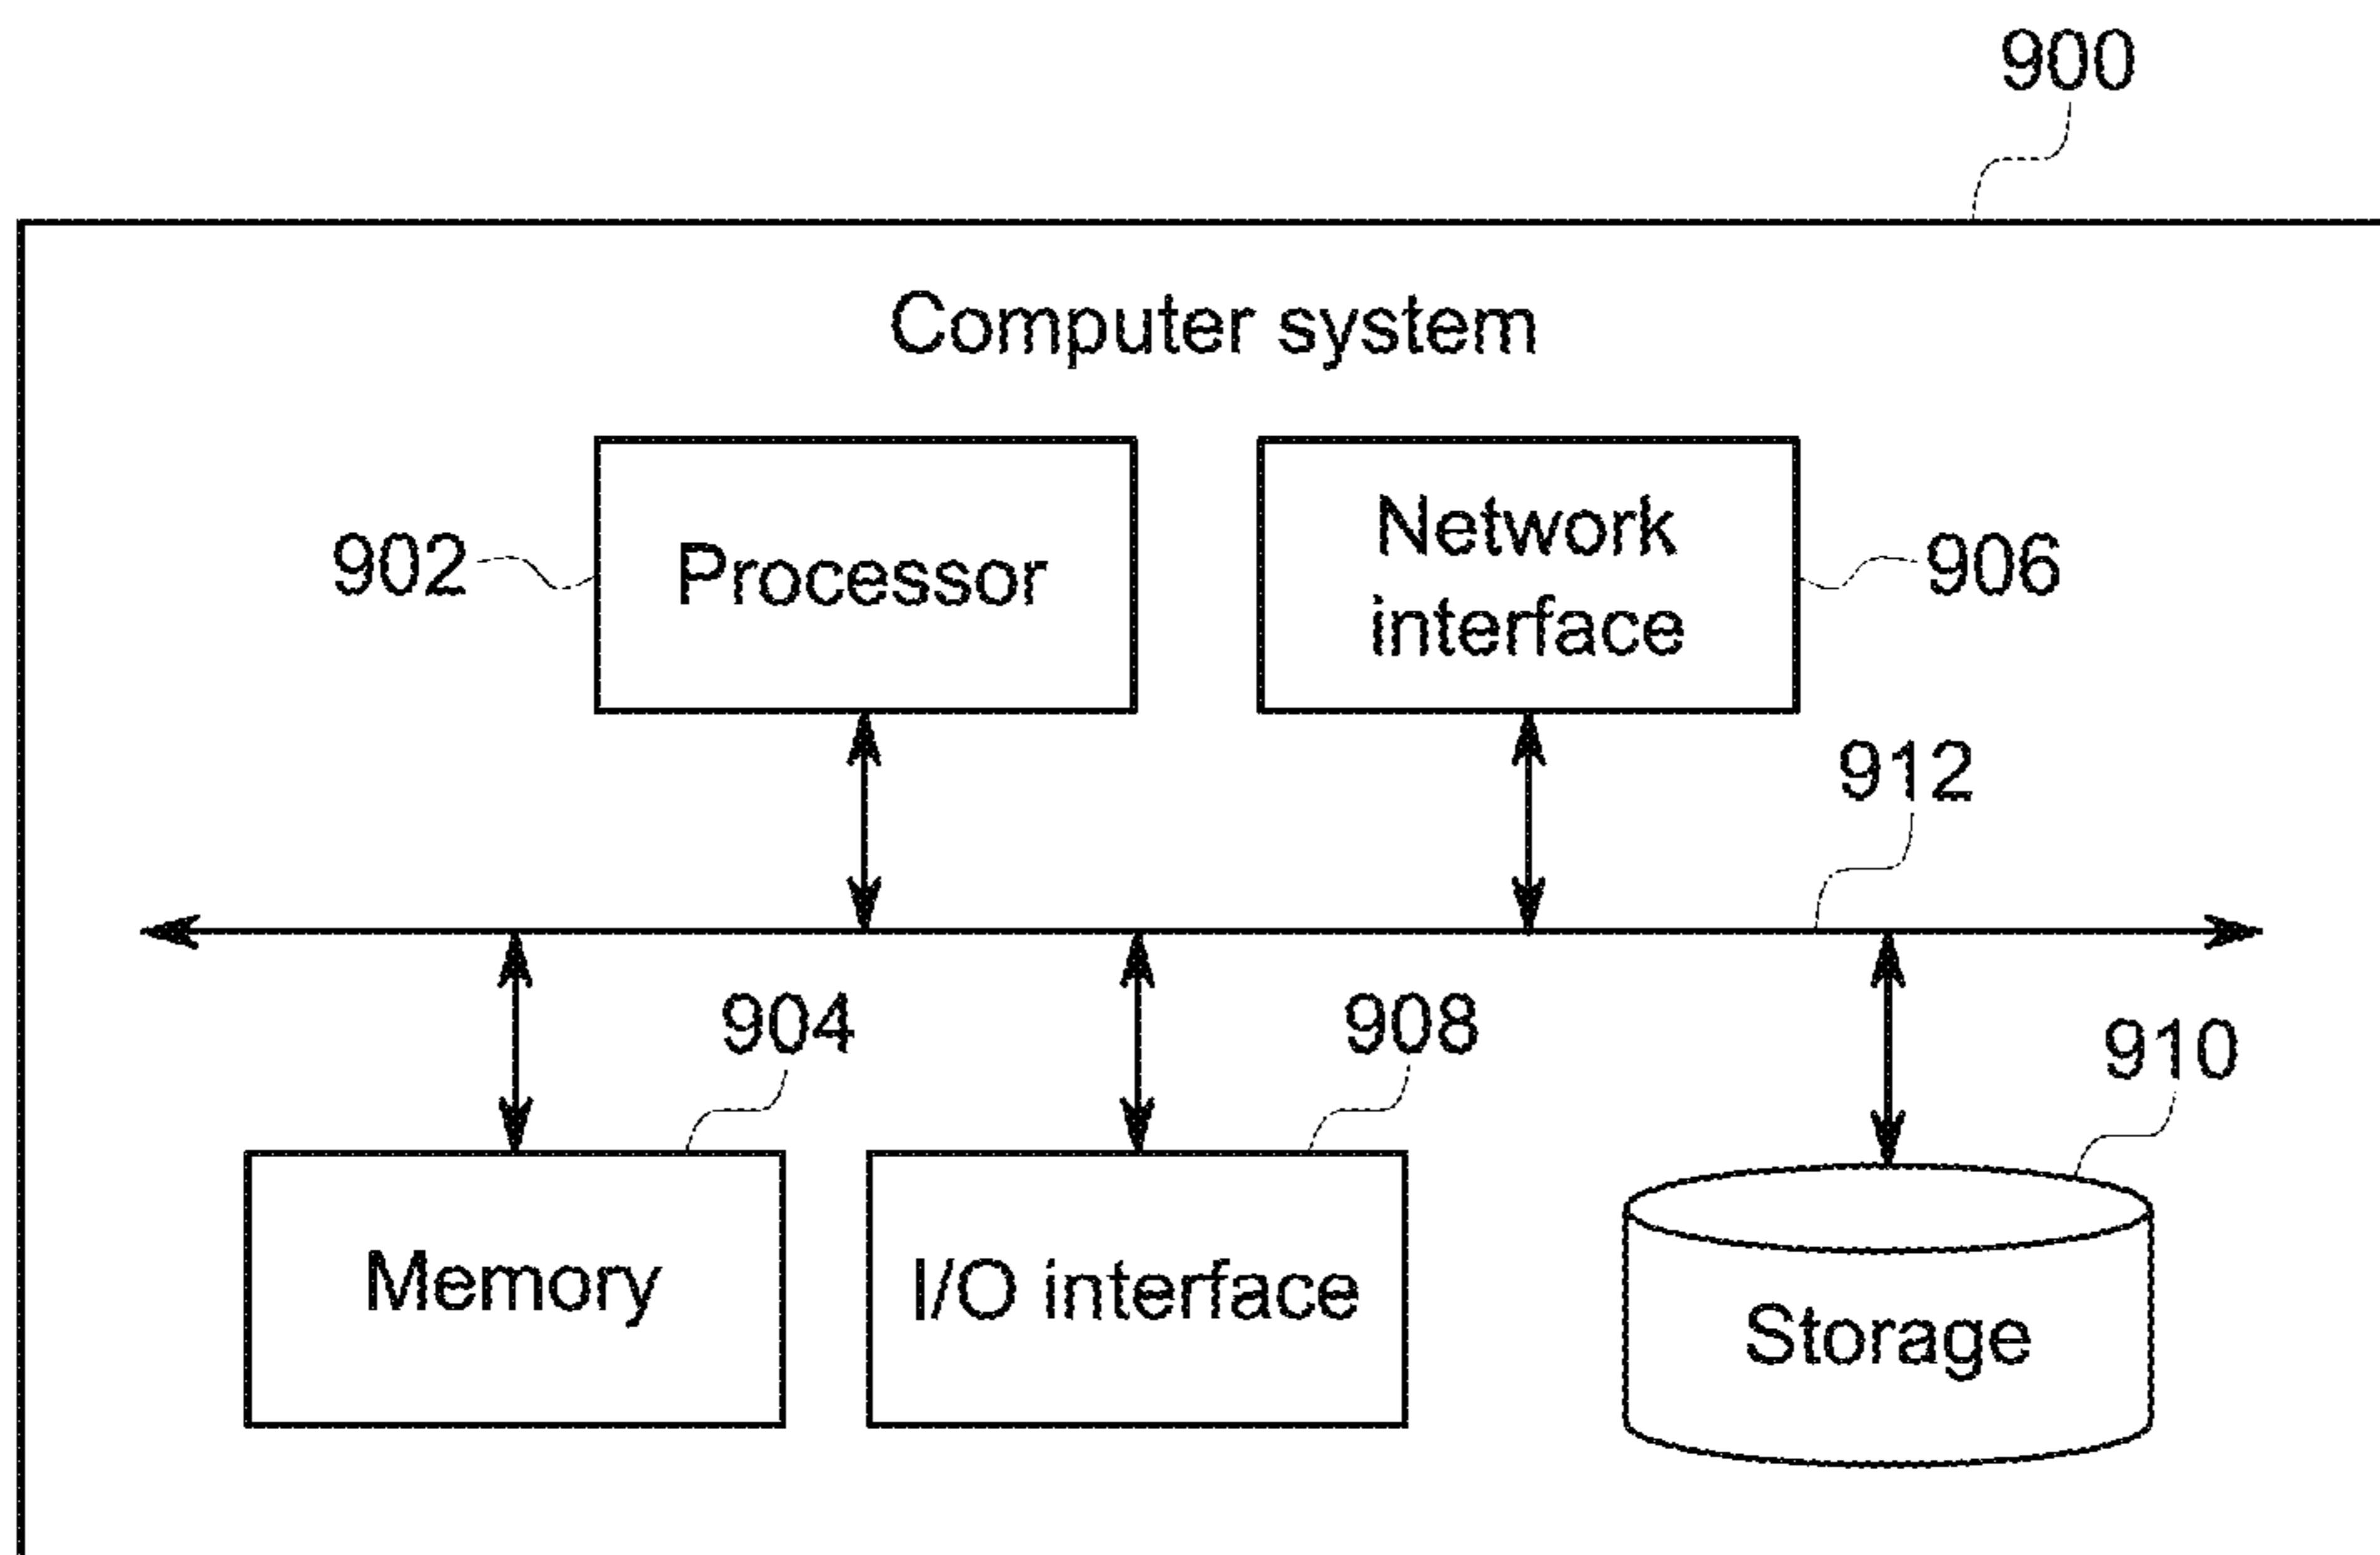 900
Computer system
902
Processor
Network
interface
906
912
904
908
910
Memory
I/O interface
Storage